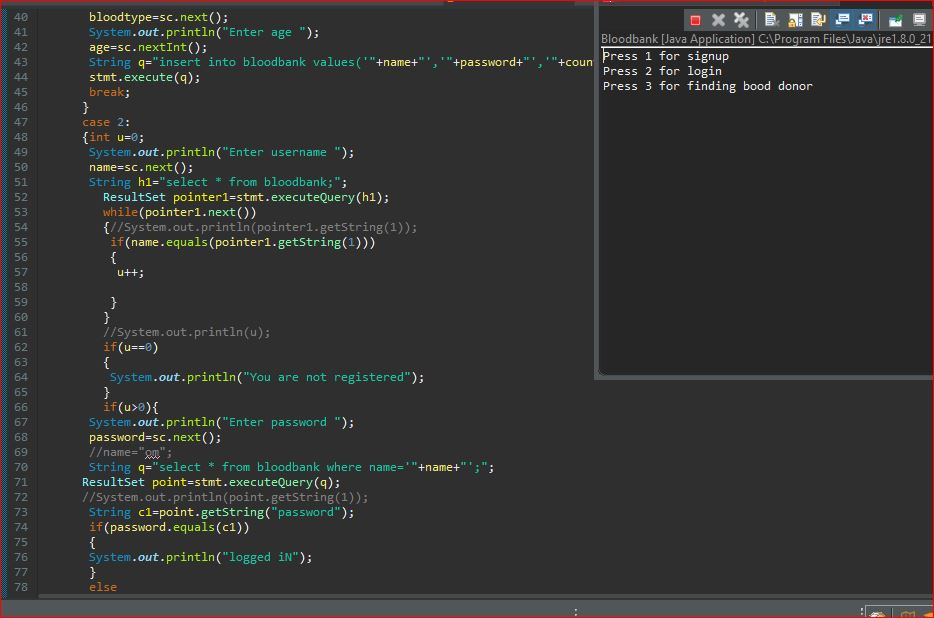 40 bloodtype=sc.next();
41 System.out.println("Enter age ");
42 age=sc.nextInt();
43 String q="insert into bloodbank values('"+name+"','"+password+"','"+coun
44 stmt.execute(q);
45 break;
46 }
47 case 2:
48 {int u=0;
49 System.out.println("Enter username ");
50 name=sc.next();
51 String h1="select * from bloodbank;";
52 ResultSet pointer1=stmt.executeQuery(h1);
53 while(pointer1.next())
54 {//System.out.println(pointer1.getString(1));
55 if(name.equals(pointer1.getString(1)))
56 {
57 u++;
58
59 }
60 }
61 //System.out.println(u);
62 if(u==0)
63 {
64 System.out.println("You are not registered");
65 }
66 if(u>0){
67 System.out.println("Enter password ");
68 password=sc.next();
69 //name="om";
70 String q="select * from bloodbank where name='"+name+"';";
71 ResultSet point=stmt.executeQuery(q);
72 //System.out.println(point.getString(1));
73 String c1=point.getString("password");
74 if(password.equals(c1))
75 {
76 System.out.println("logged iN");
77 }
78 else
Bloodbank [Java Application] C:\Program Files\Java\jre1.8.0_21
Press 1 for signup
Press 2 for login
Press 3 for finding bood donor